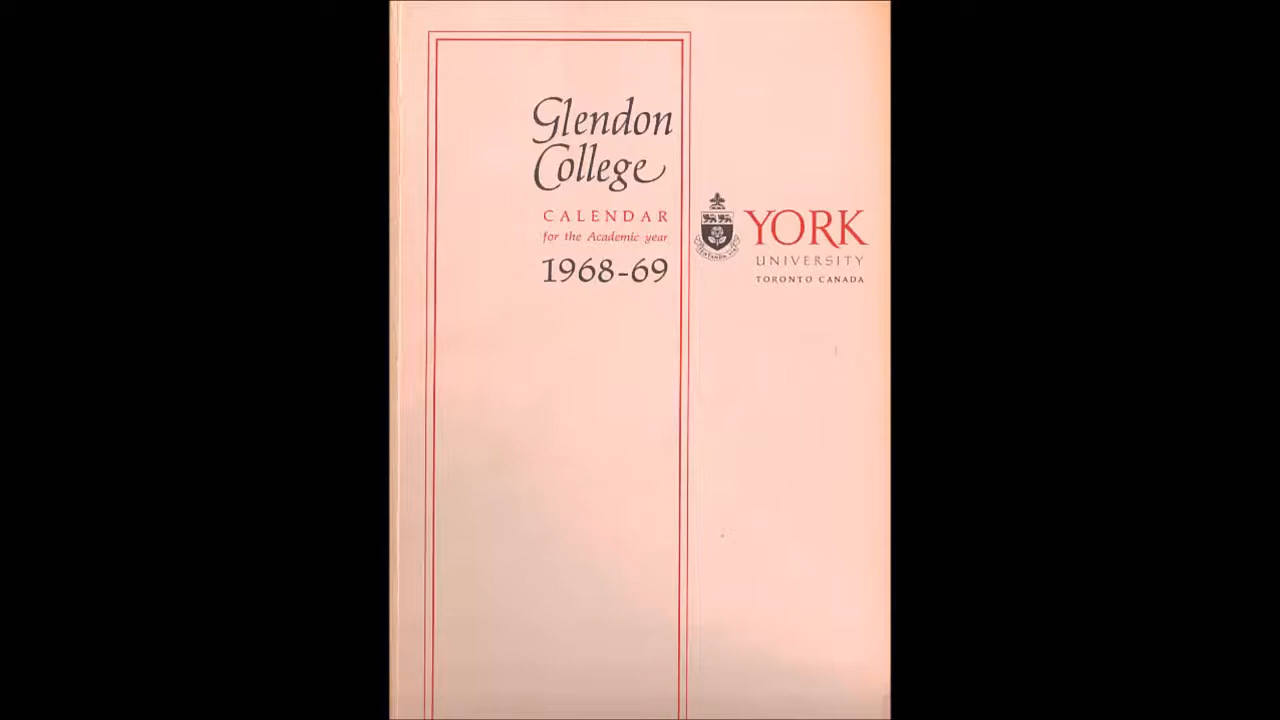 Glendon
College
CALENDAR
for the Academic year
1968-69
YORK
UNIVERSITY
TORONTO CANADA